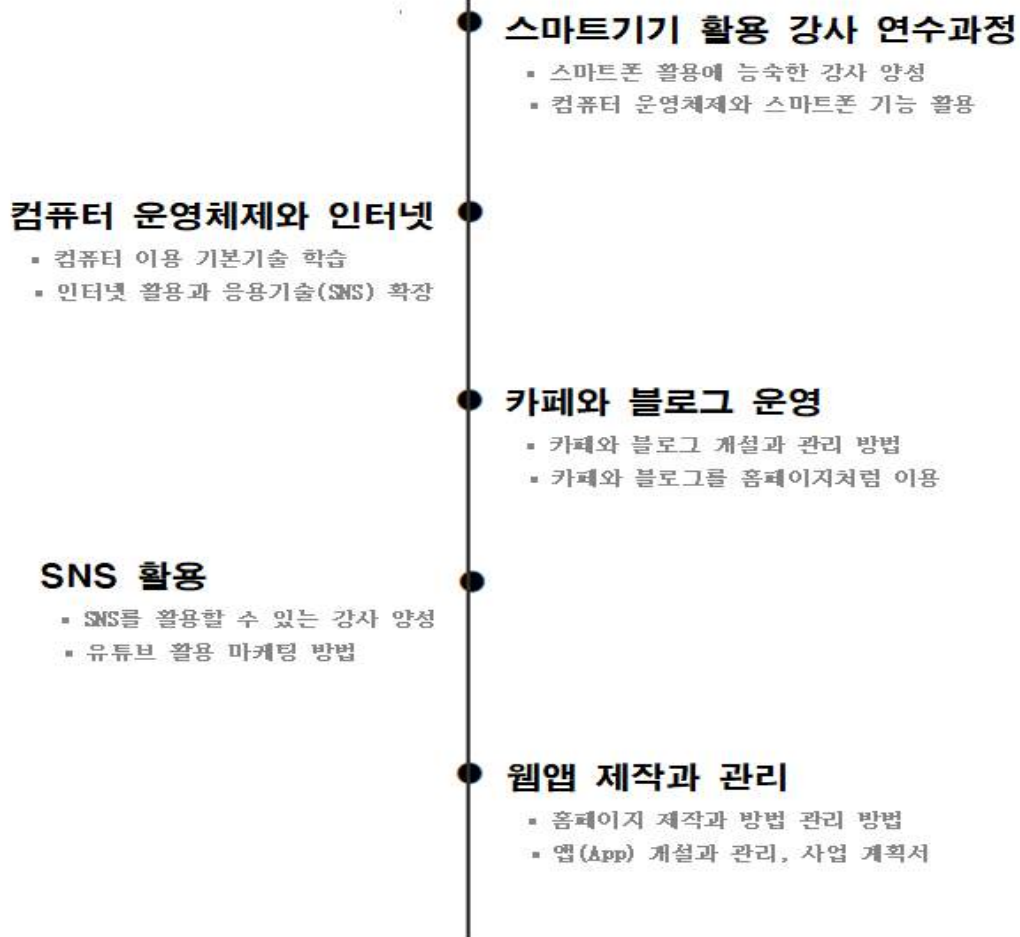 스마트기기 활용 강사 연수과정
▪ 스마트폰 활용에 능숙한 강사 양성
▪ 컴퓨터 운영체제와 스마트폰 기능 활용
컴퓨터 운영체제와 인터넷
▪ 컴퓨터 이용 기본기술 학습
▪ 인터넷 활용과 응용기술(SNS) 확장
카페와 블로그 운영
▪ 카페와 블로그 개설과 관리 방법
▪ 카페와 블로그를 홈페이지처럼 이용
SNS 활용
▪ SNS를 활용할 수 있는 강사 양성
▪ 유튜브 활용 마케팅 방법
웹앱 제작과 관리
▪ 홈페이지 제작과 방법 관리 방법
▪ 앱(App) 개설과 관리, 사업 계획서